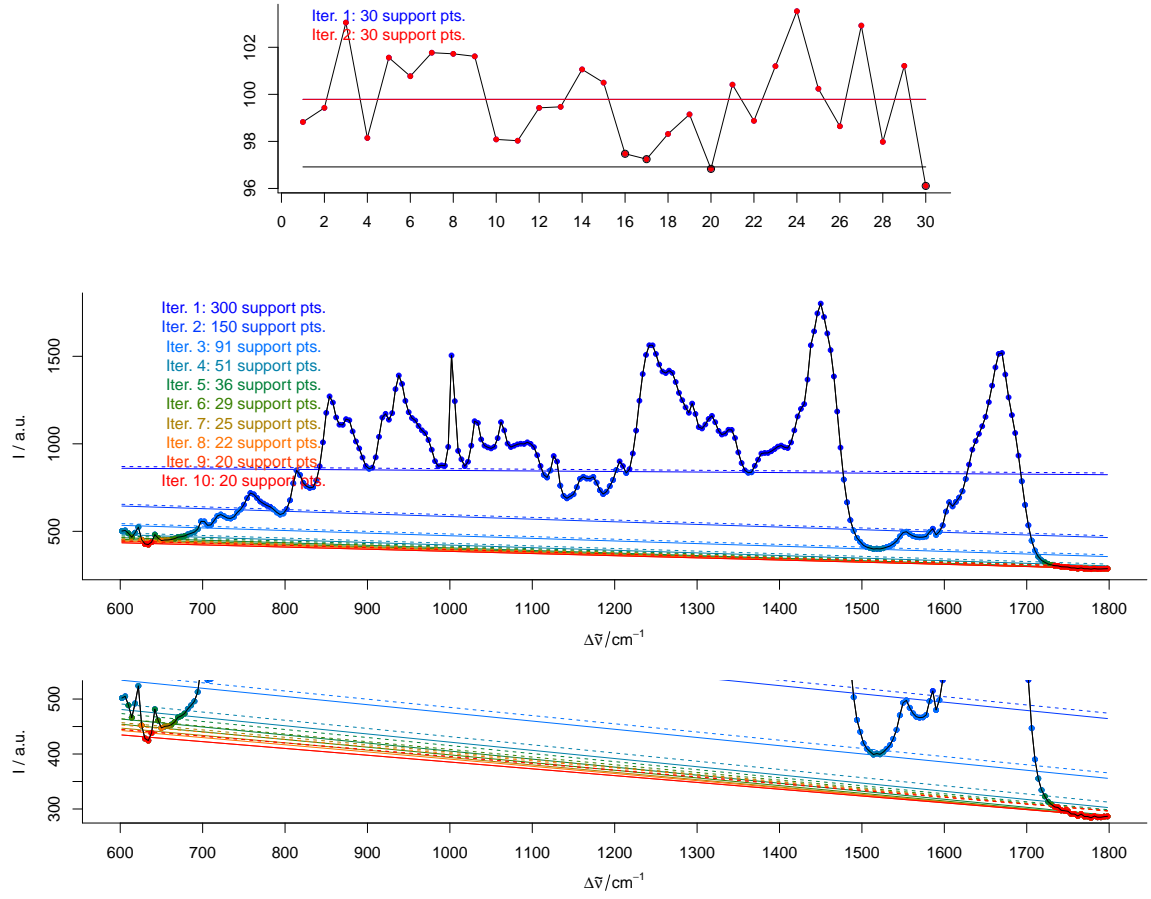 Iter. 1: 30 support pts.
Iter. 2: 30 support pts.
102
100
98
96
0 2 4 6 8 10 12 14 16 18 20 22 24 26 28 30
Iter. 1: 300 support pts.
Iter. 2: 150 support pts.
Iter. 3: 91 support pts.
Iter. 4: 51 support pts.
Iter. 5: 36 support pts.
Iter. 6: 29 support pts.
Iter. 7: 25 support pts.
Iter. 8: 22 support pts.
Iter. 9: 20 support pts.
Iter. 10: 20 support pts.
I / a.u.
1500
1000
500
600 700 800 900 1000 1100 1200 1300 1400 1500 1600 1700 1800
Δν̃/cm⁻¹
I / a.u.
500
400
300
600 700 800 900 1000 1100 1200 1300 1400 1500 1600 1700 1800
Δν̃/cm⁻¹